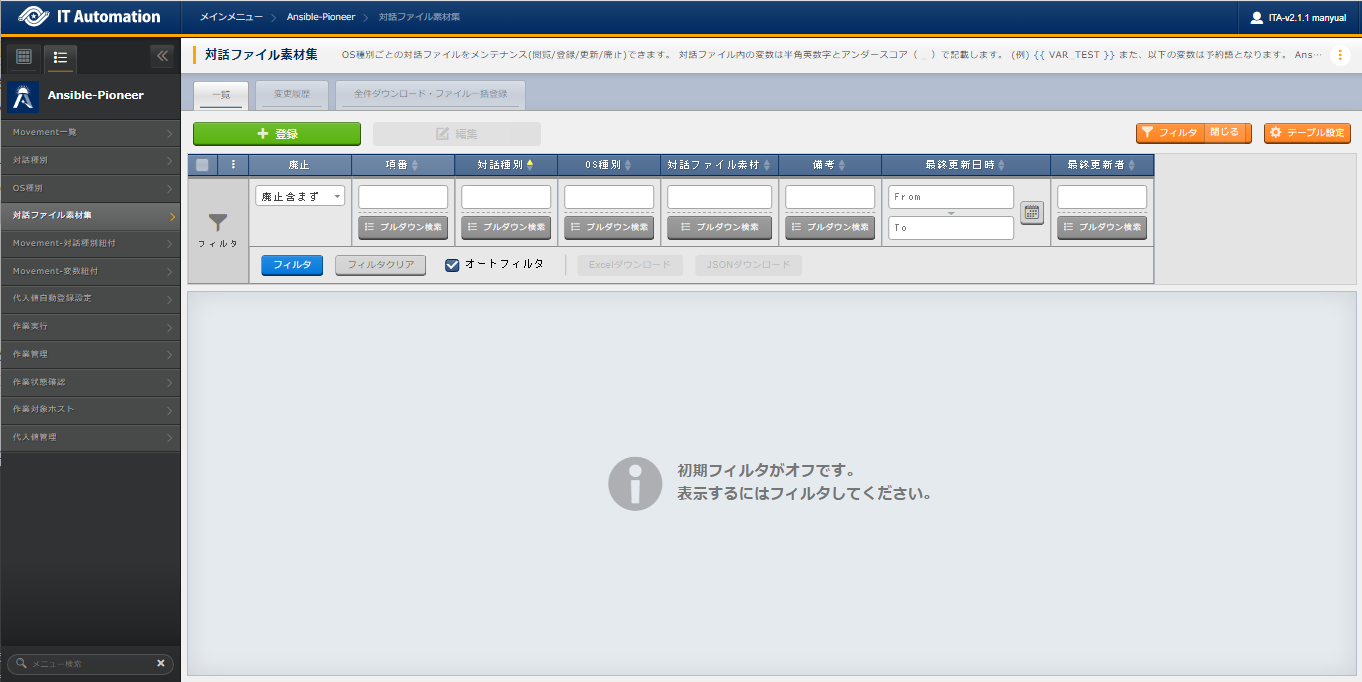 IT Automation
メインメニュー
Ansible-Pioneer
対話ファイル素材集
ITA-v2.1.1 manyual
Ansible-Pioneer
Movement一覧
対話種別
OS種別
対話ファイル素材集
Movement-対話種別紐付
Movement-変数紐付
代入値自動登録設定
作業実行
作業管理
作業状態確認
作業対象ホスト
代入値管理
メニュー検索
対話ファイル素材集
OS種別ごとの対話ファイルをメンテナンス(閲覧/登録/更新/廃止)できます。 対話ファイル内の変数は半角英数字とアンダースコア（ _ ）で記載します。 (例) {{ VAR_TEST }} また、以下の変数は予約語となります。 Ans…
一覧
変更履歴
全件ダウンロード・ファイル一括登録
登録
編集
フィルタ 閉じる
テーブル設定
廃止 項番 対話種別 OS種別 対話ファイル素材 備考 最終更新日時 最終更新者
フィルタ
廃止含まず
From
プルダウン検索 プルダウン検索 プルダウン検索 プルダウン検索 プルダウン検索 To プルダウン検索
フィルタ フィルタクリア オートフィルタ Excelダウンロード JSONダウンロード
初期フィルタがオフです。
表示するにはフィルタしてください。